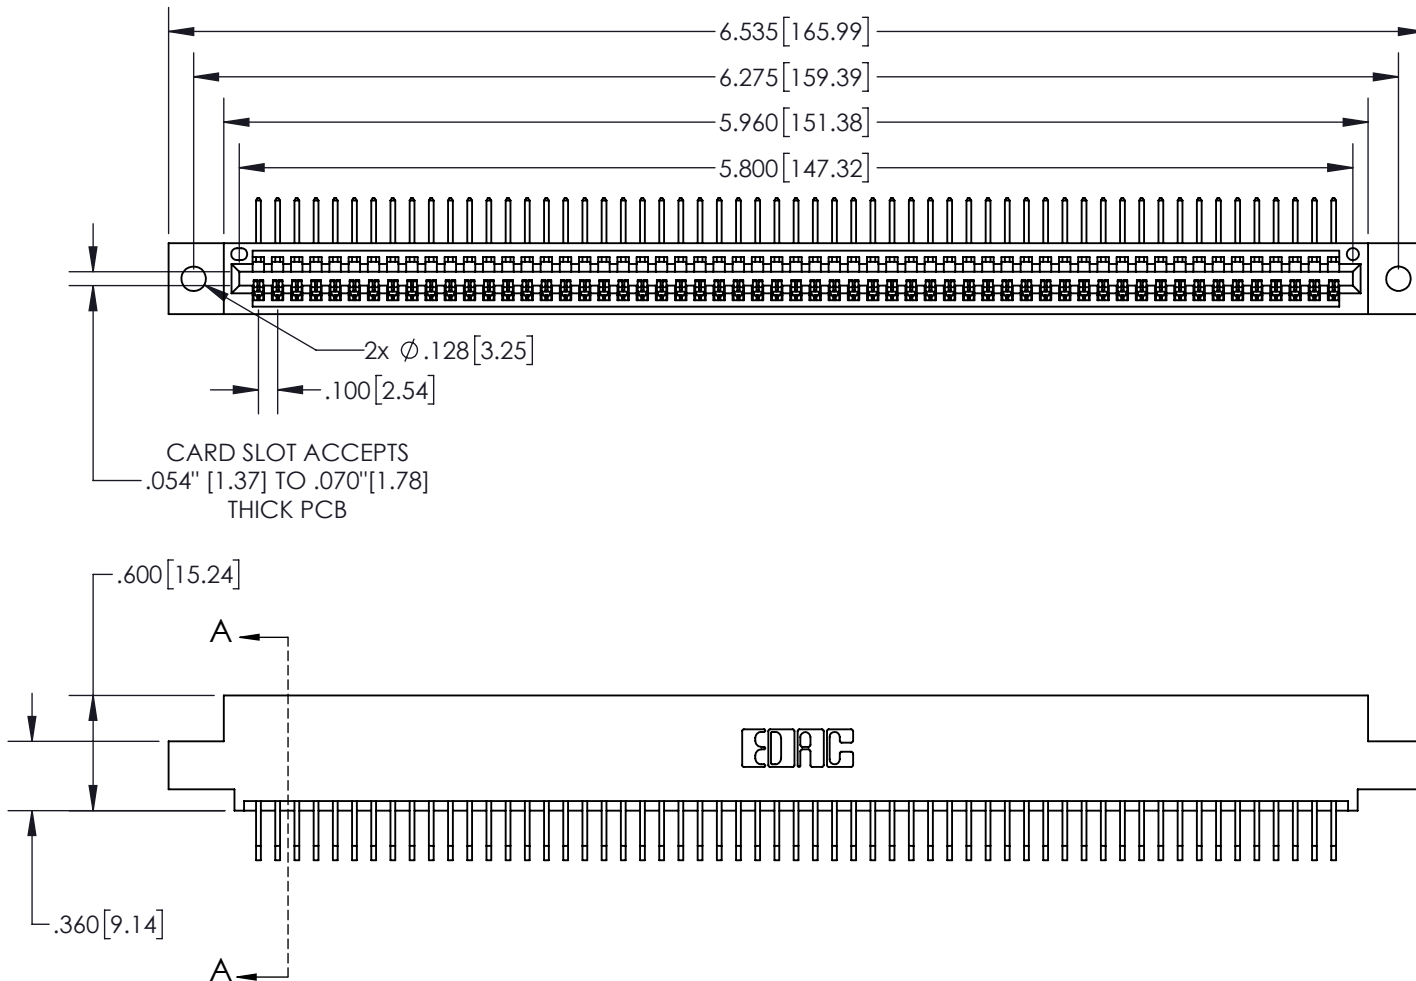 6.535[165.99]
6.275[159.39]
5.960[151.38]
5.800[147.32]
2x ⌀.128[3.25]
.100[2.54]
CARD SLOT ACCEPTS
.054" [1.37] TO .070"[1.78]
THICK PCB
.600[15.24]
A
EDAC
.360[9.14]
A